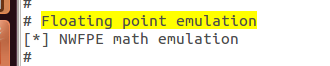 #
# Floating point emulation
[*] NWFPE math emulation
#